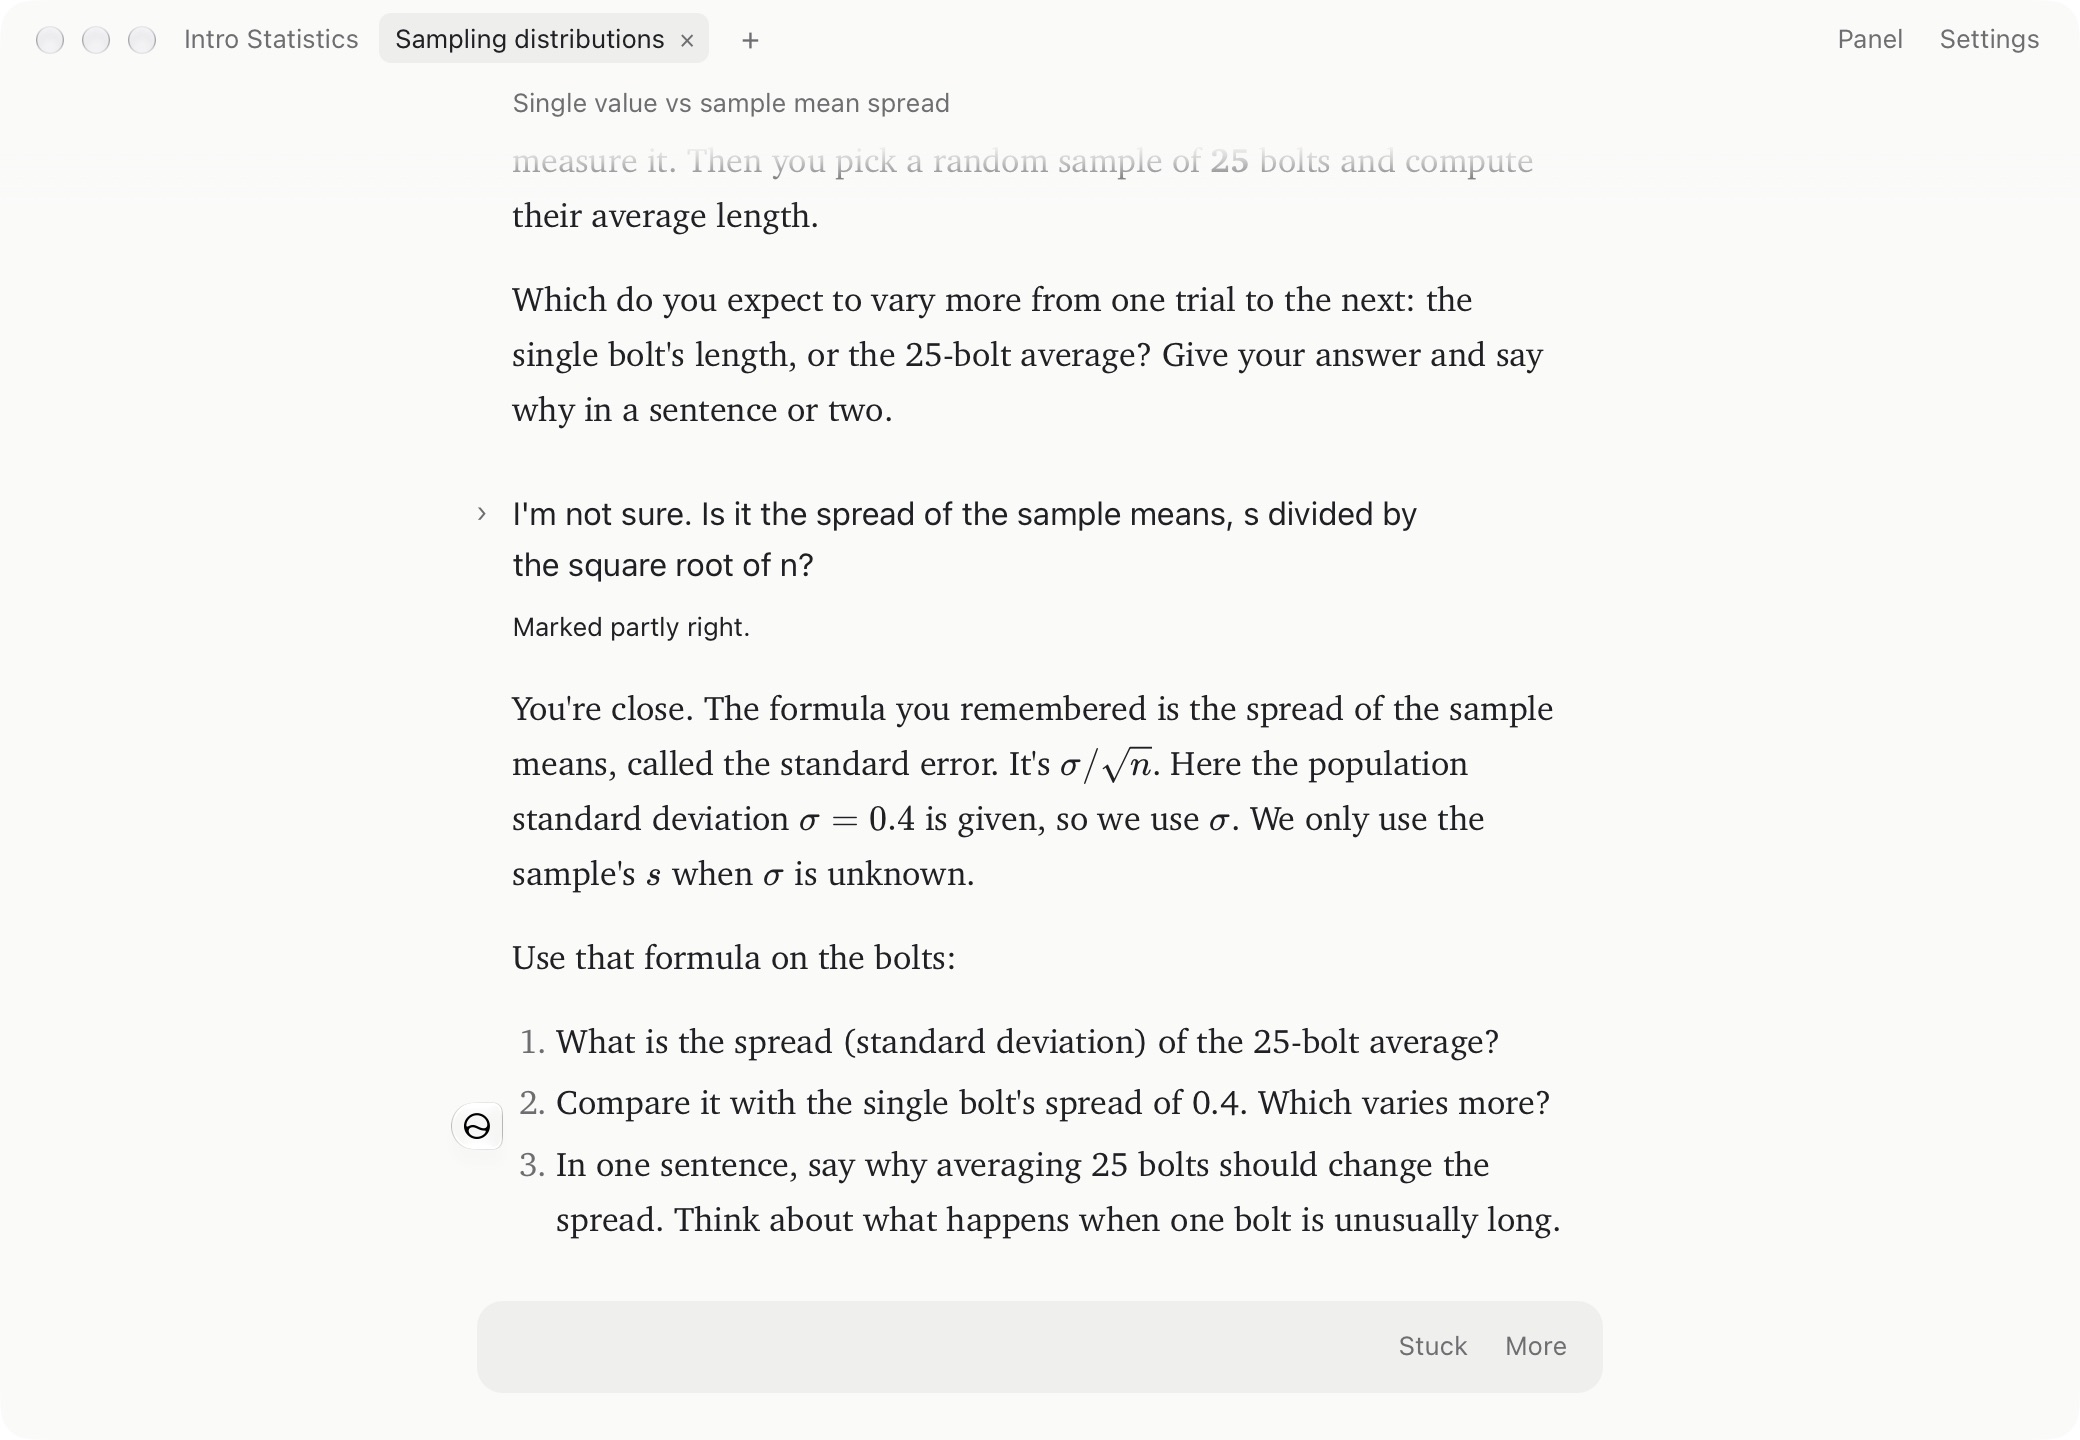 Intro Statistics
Sampling distributions ×
+
Panel
Settings
Single value vs sample mean spread
measure it. Then you pick a random sample of 25 bolts and compute
their average length.
Which do you expect to vary more from one trial to the next: the
single bolt's length, or the 25-bolt average? Give your answer and say
why in a sentence or two.
› I'm not sure. Is it the spread of the sample means, s divided by
the square root of n?
Marked partly right.
You're close. The formula you remembered is the spread of the sample
means, called the standard error. It's σ/√n. Here the population
standard deviation σ = 0.4 is given, so we use σ. We only use the
sample's s when σ is unknown.
Use that formula on the bolts:
1. What is the spread (standard deviation) of the 25-bolt average?
2. Compare it with the single bolt's spread of 0.4. Which varies more?
3. In one sentence, say why averaging 25 bolts should change the
spread. Think about what happens when one bolt is unusually long.
Stuck
More